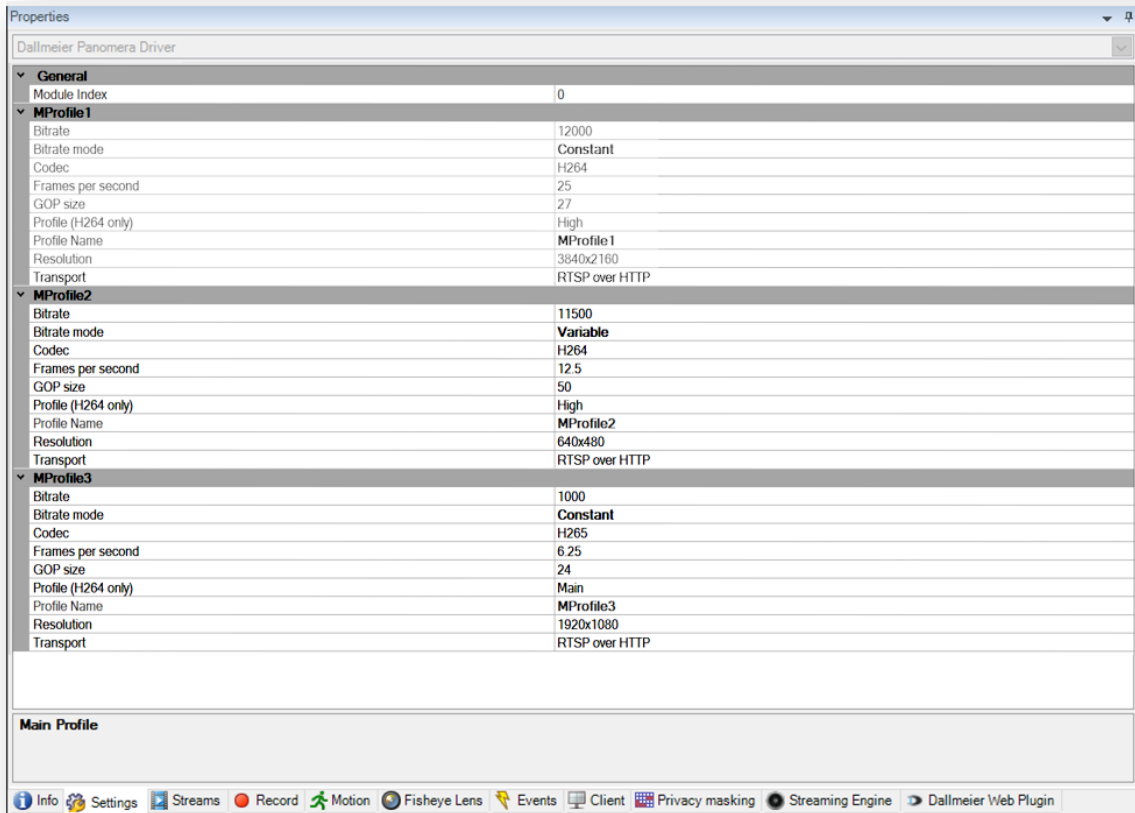 Properties
Dallmeier Panomera Driver
General
Module Index 0
MProfile1
Bitrate 12000
Bitrate mode Constant
Codec H264
Frames per second 25
GOP size 27
Profile (H264 only) High
Profile Name MProfile1
Resolution 3840x2160
Transport RTSP over HTTP
MProfile2
Bitrate 11500
Bitrate mode Variable
Codec H264
Frames per second 12.5
GOP size 50
Profile (H264 only) High
Profile Name MProfile2
Resolution 640x480
Transport RTSP over HTTP
MProfile3
Bitrate 1000
Bitrate mode Constant
Codec H265
Frames per second 6.25
GOP size 24
Profile (H264 only) Main
Profile Name MProfile3
Resolution 1920x1080
Transport RTSP over HTTP
Main Profile
Info Settings Streams Record Motion Fisheye Lens Events Client Privacy masking Streaming Engine Dallmeier Web Plugin